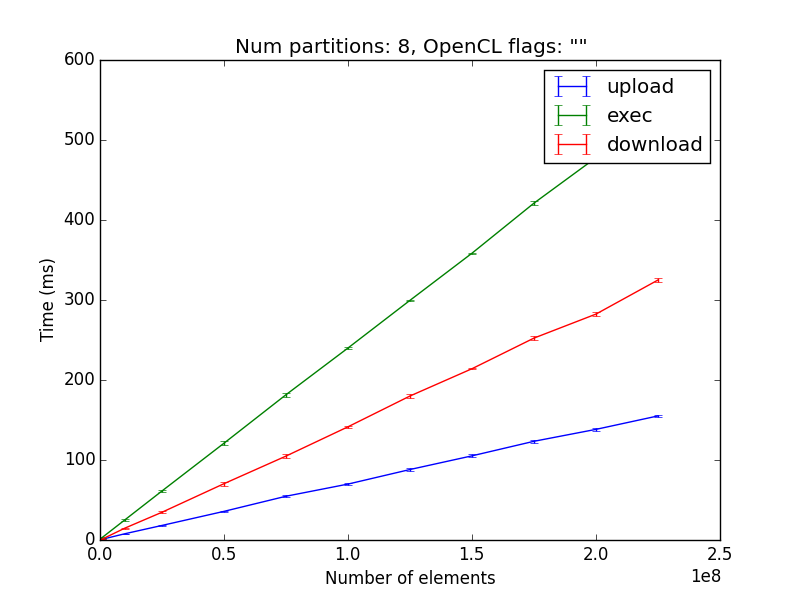 Num partitions: 8, OpenCL flags: ""
600
500
400
300
200
100
0
Time (ms)
upload
exec
download
0.0 0.5 1.0 1.5 2.0 2.5
1e8
Number of elements